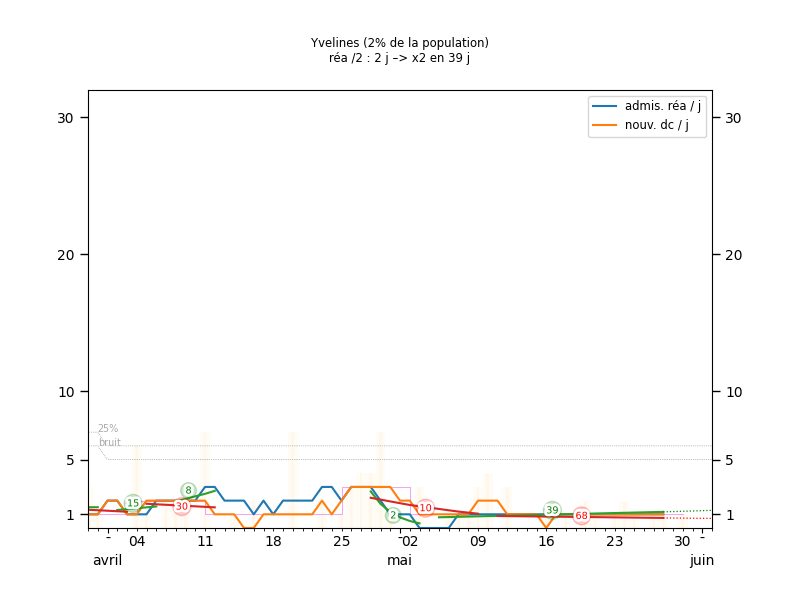 Yvelines (2% de la population)
réa /2 : 2 j –> x2 en 39 j
admis. réa / j
nouv. dc / j
30
30
20
20
10
10
25%
bruit
5
5
8
15
30
2
10
39
68
1
1
- 04 11 18 25 - 02 09 16 23 30 -
avril mai juin